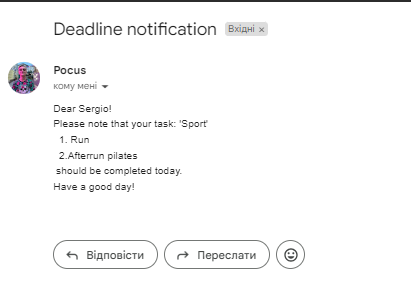 Deadline notification Вхідні ×
Pocus
кому мені
Dear Sergio!
Please note that your task: 'Sport'
1. Run
2.Afterrun pilates
should be completed today.
Have a good day!
Відповісти Переслати